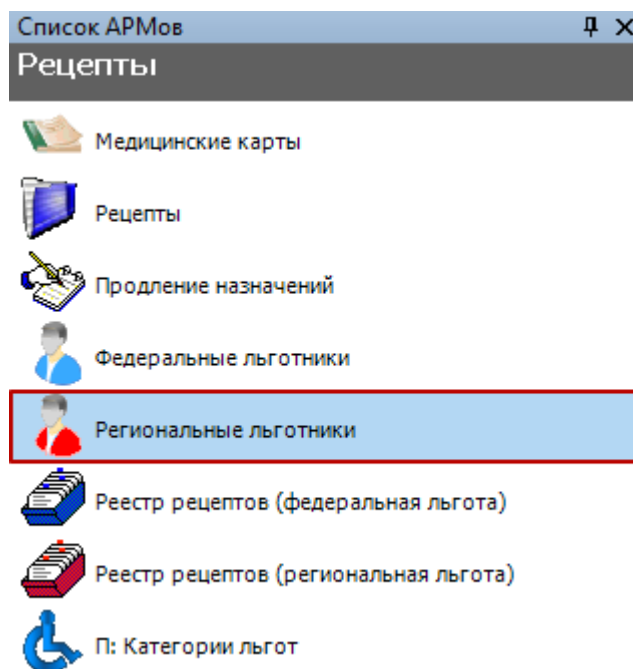 Список АРМов
Рецепты
Медицинские карты
Рецепты
Продление назначений
Федеральные льготники
Региональные льготники
Реестр рецептов (федеральная льгота)
Реестр рецептов (региональная льгота)
П: Категории льгот